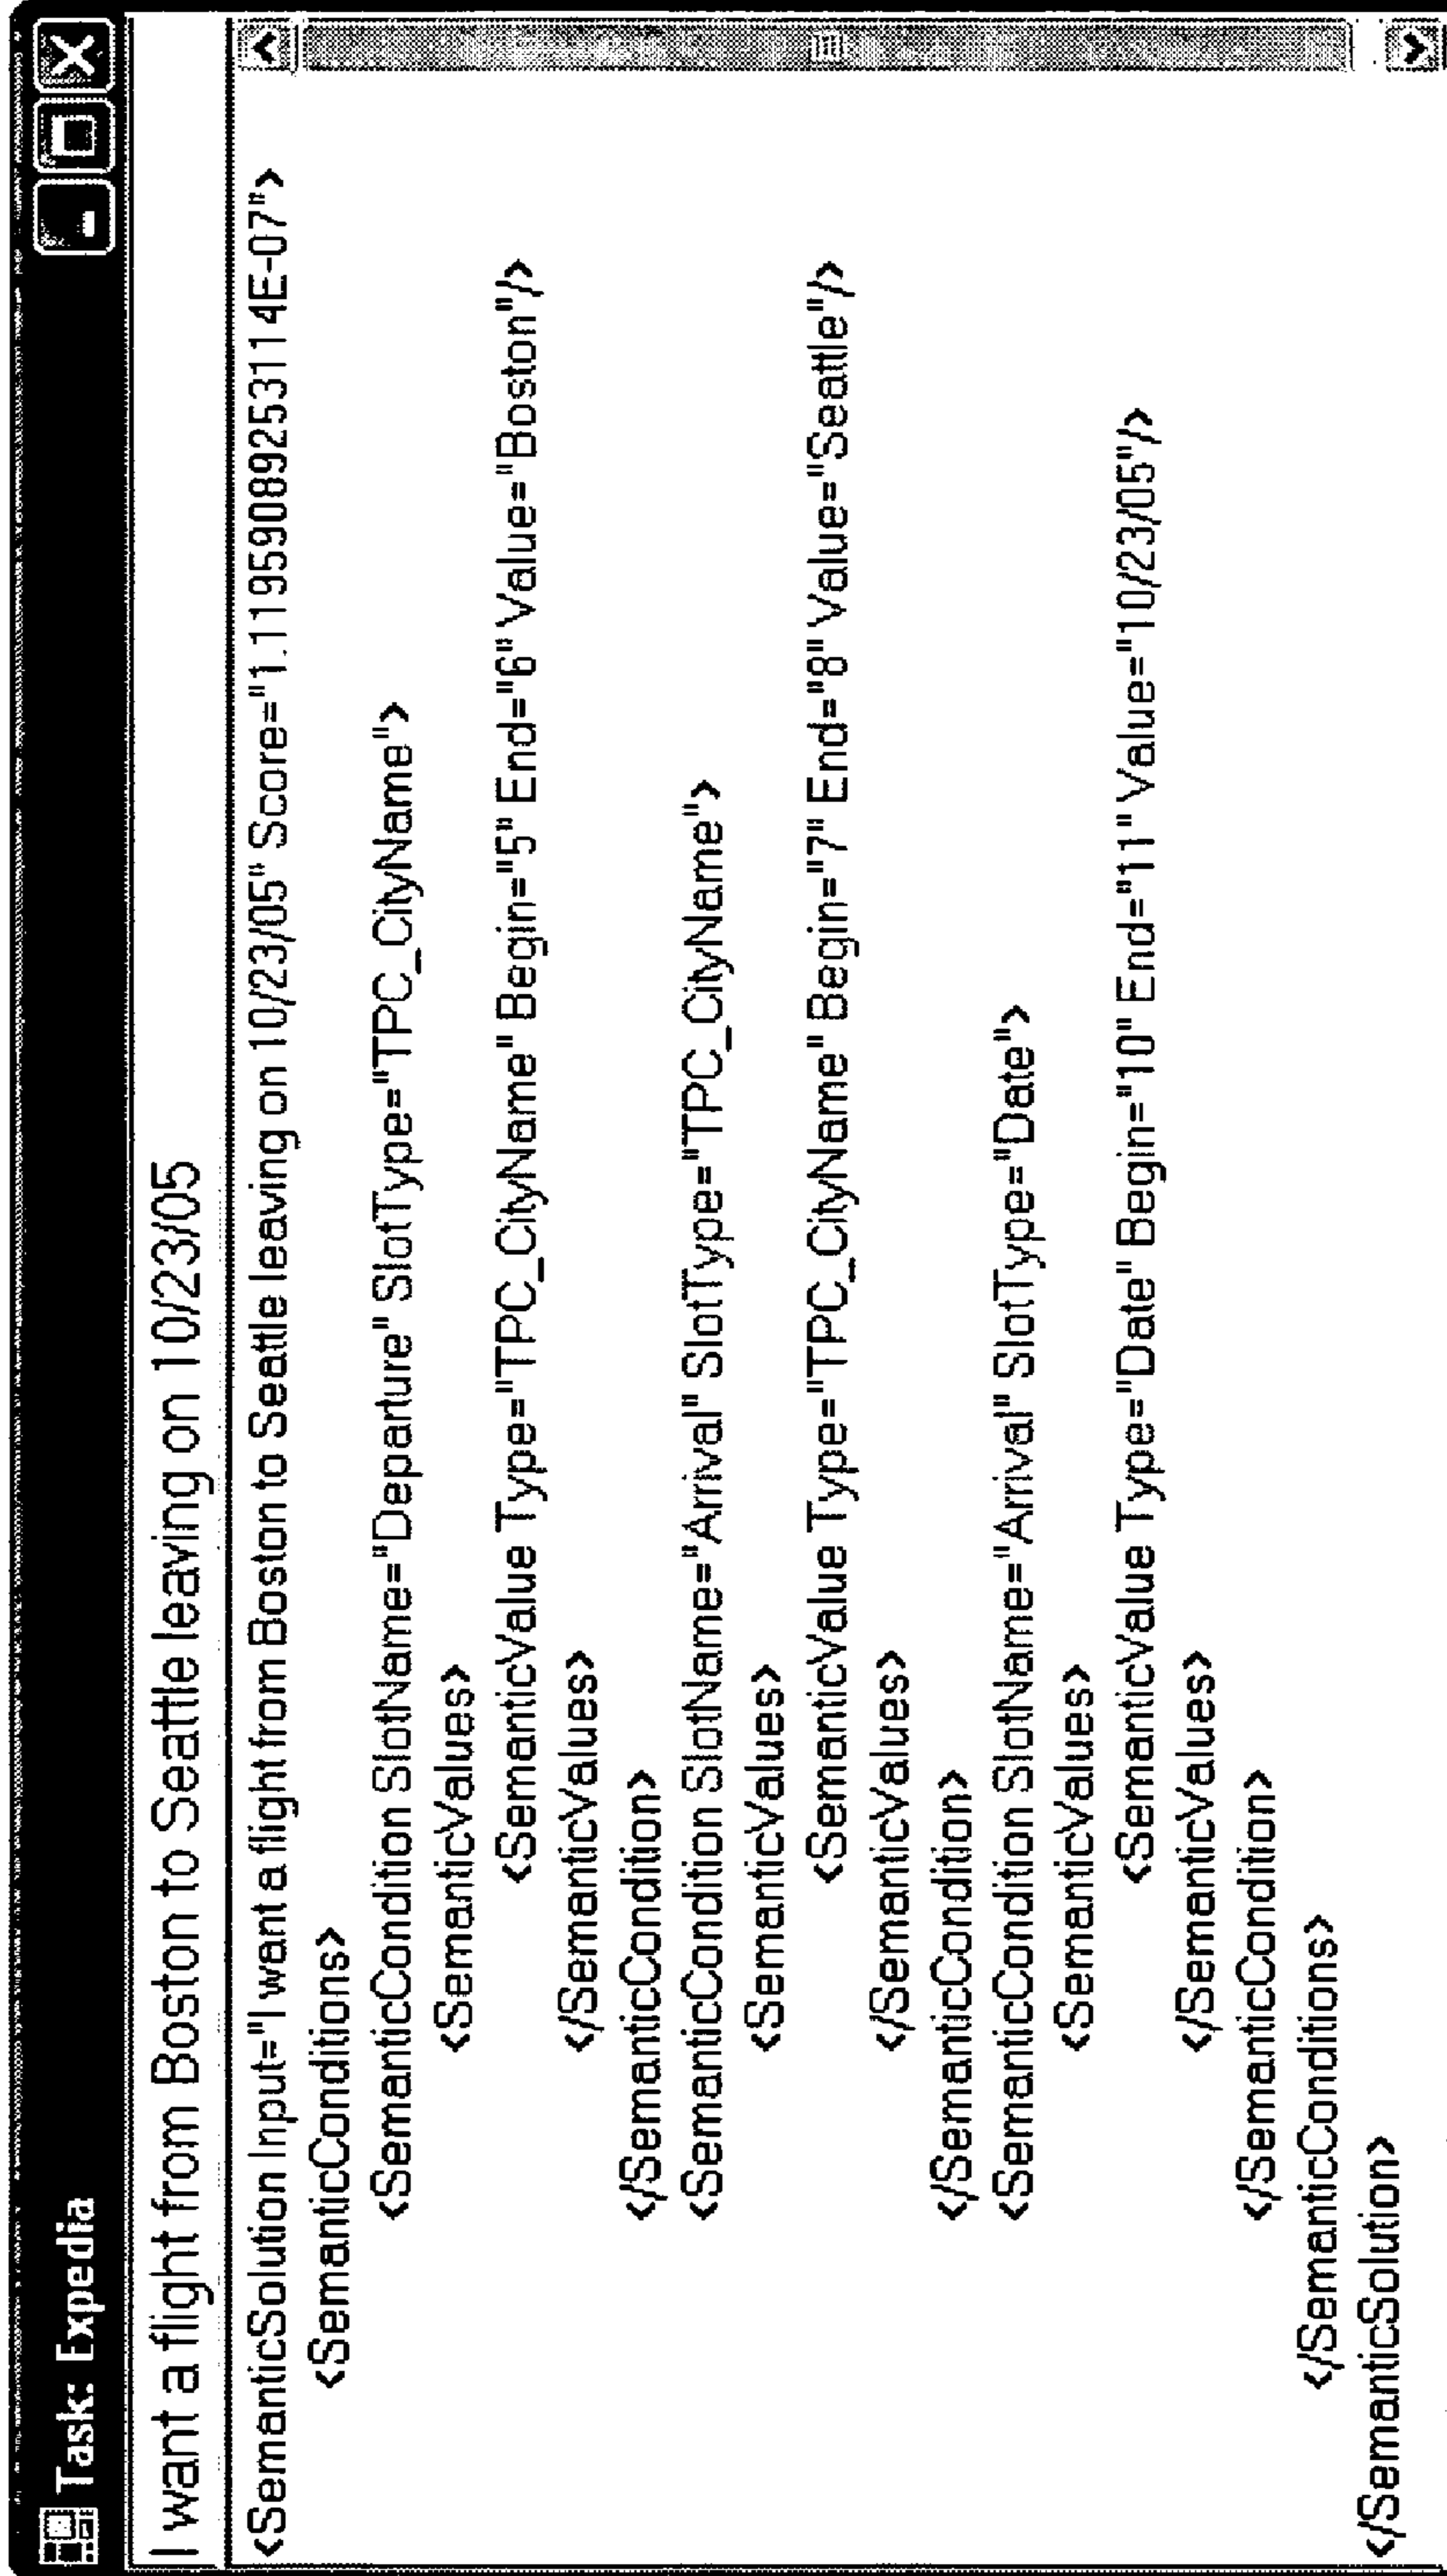 Task: Expedia
I want a flight from Boston to Seattle leaving on 10/23/05
<SemanticSolution Input="I want a flight from Boston to Seattle leaving on 10/23/05" Score="1.11959089253114E-07">
<SemanticConditions>
<SemanticCondition SlotName="Departure" SlotType="TPC_CityName">
<SemanticValues>
<SemanticValue Type="TPC_CityName" Begin="5" End="6" Value="Boston"/>
</SemanticValues>
</SemanticCondition>
<SemanticCondition SlotName="Arrival" SlotType="TPC_CityName">
<SemanticValues>
<SemanticValue Type="TPC_CityName" Begin="7" End="8" Value="Seattle"/>
</SemanticValues>
</SemanticCondition>
<SemanticCondition SlotName="Arrival" SlotType="Date">
<SemanticValues>
<SemanticValue Type="Date" Begin="10" End="11" Value="10/23/05"/>
</SemanticValues>
</SemanticCondition>
</SemanticConditions>
</SemanticSolution>